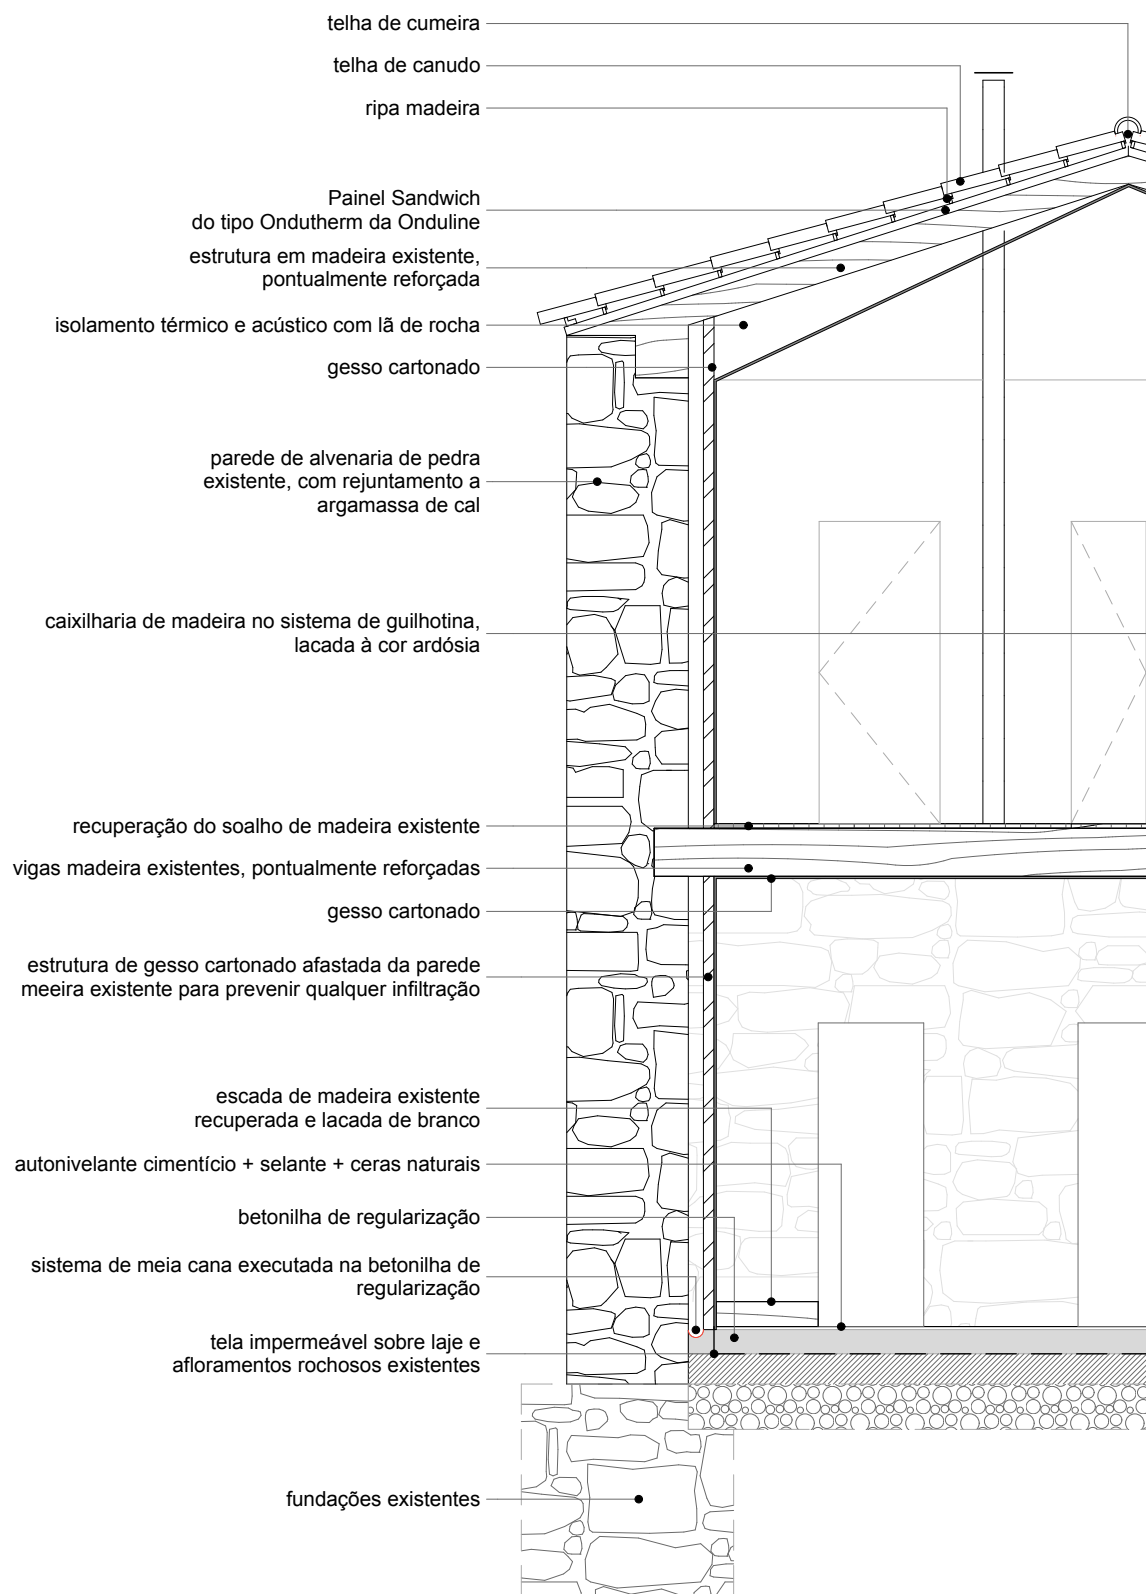 telha de cumeira
telha de canudo
ripa madeira
Painel Sandwich
do tipo Ondutherm da Onduline
estrutura em madeira existente,
pontualmente reforçada
isolamento térmico e acústico com lã de rocha
gesso cartonado
parede de alvenaria de pedra
existente, com rejuntamento a
argamassa de cal
caixilharia de madeira no sistema de guilhotina,
lacada à cor ardósia
recuperação do soalho de madeira existente
vigas madeira existentes, pontualmente reforçadas
gesso cartonado
estrutura de gesso cartonado afastada da parede
meeira existente para prevenir qualquer infiltração
escada de madeira existente
recuperada e lacada de branco
autonivelante cimentício + selante + ceras naturais
betonilha de regularização
sistema de meia cana executada na betonilha de
regularização
tela impermeável sobre laje e
afloramentos rochosos existentes
fundações existentes